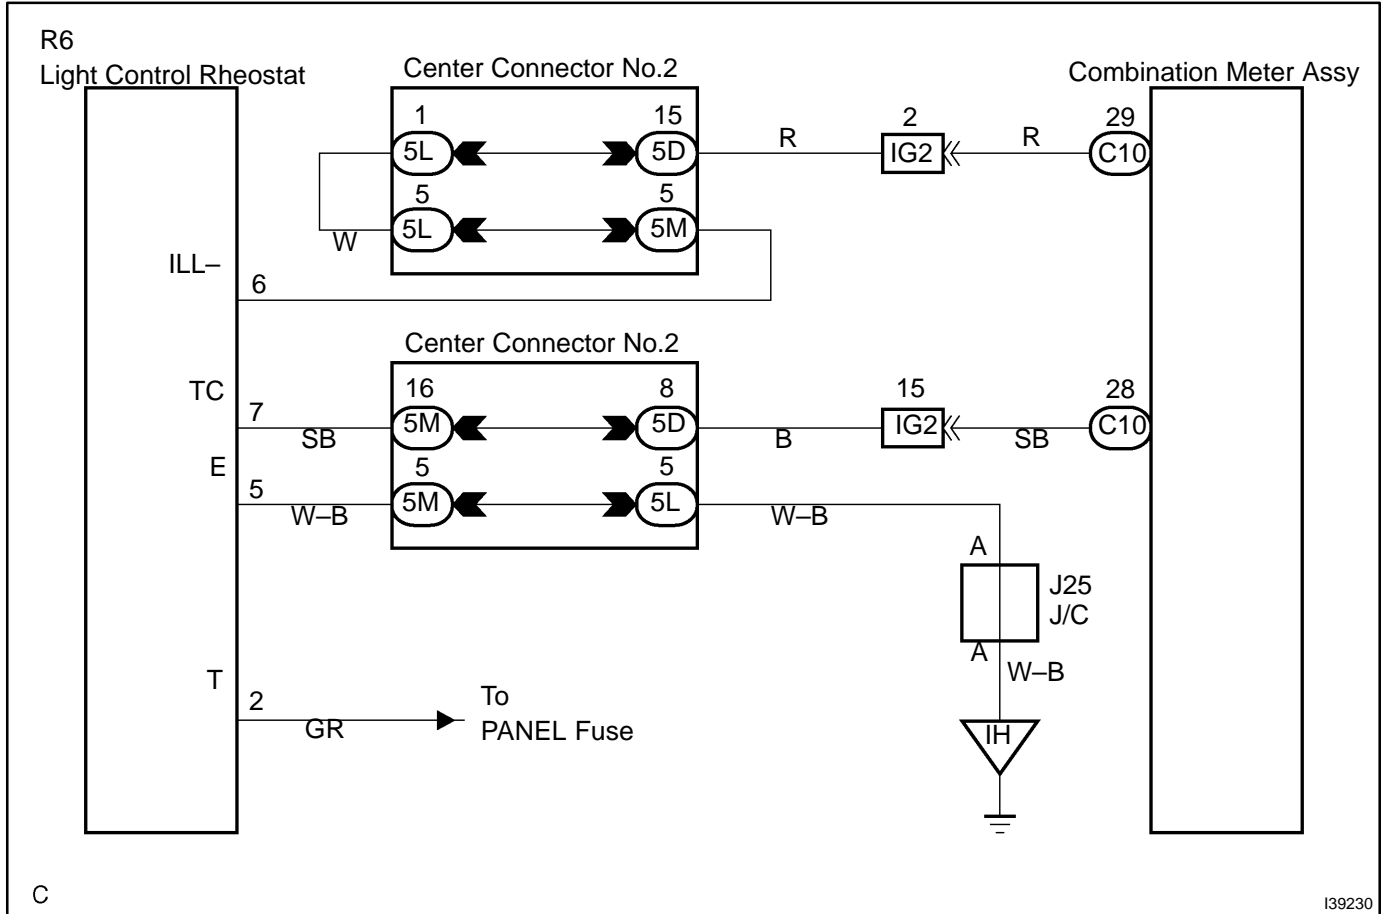 R6
Light Control Rheostat
Center Connector No.2
Combination Meter Assy
1
15
2
29
5L
5D
R
IG2
R
C10
5
5
5L
5M
W
ILL–
6
Center Connector No.2
TC
16
8
15
28
7
SB
5M
5D
B
IG2
SB
C10
E
5
5
5
W–B
5M
5L
W–B
A
J25
J/C
A
W–B
T
2
GR
To
PANEL Fuse
IH
C
I39230